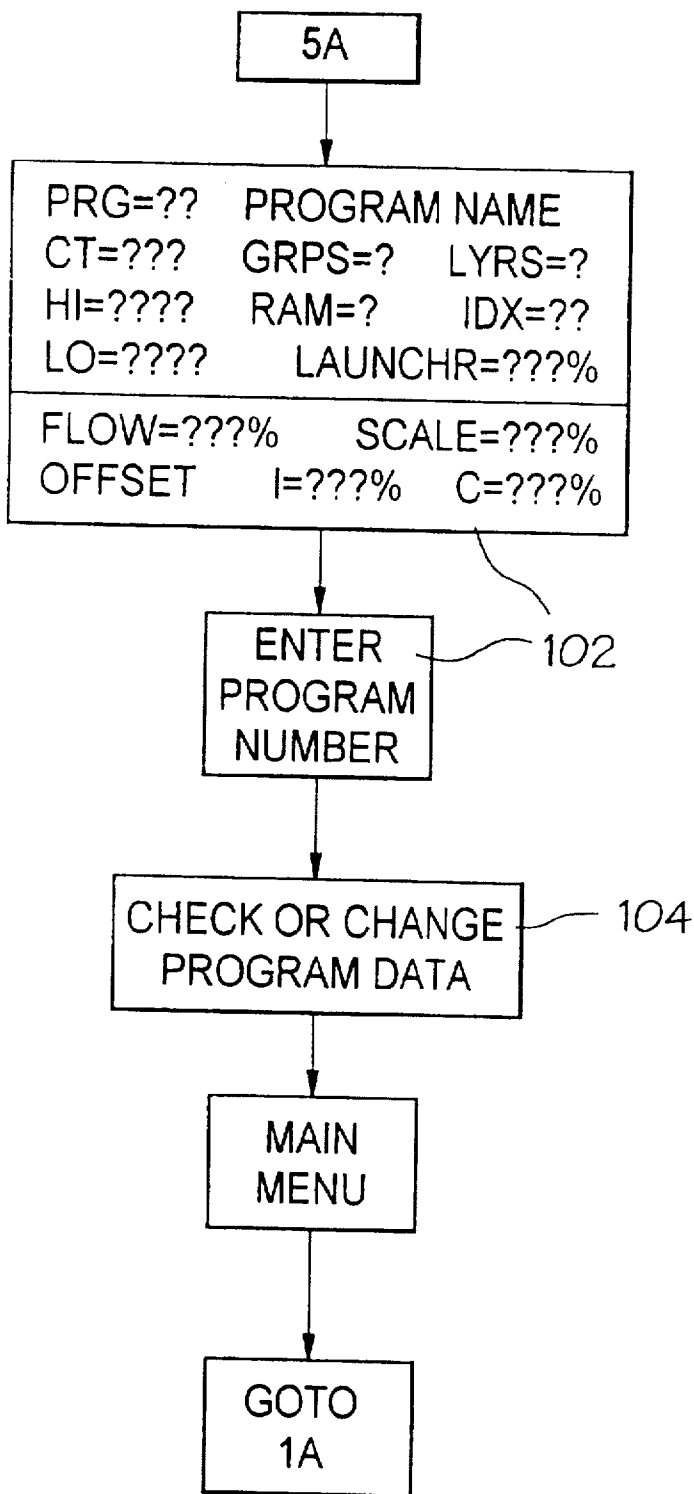 5A
PRG=?? PROGRAM NAME
CT=??? GRPS=? LYRS=?
HI=???? RAM=? IDX=??
LO=???? LAUNCHR=???%
FLOW=???% SCALE=???%
OFFSET I=???% C=???%
ENTER
PROGRAM
NUMBER
102
CHECK OR CHANGE
PROGRAM DATA
104
MAIN
MENU
GOTO
1A